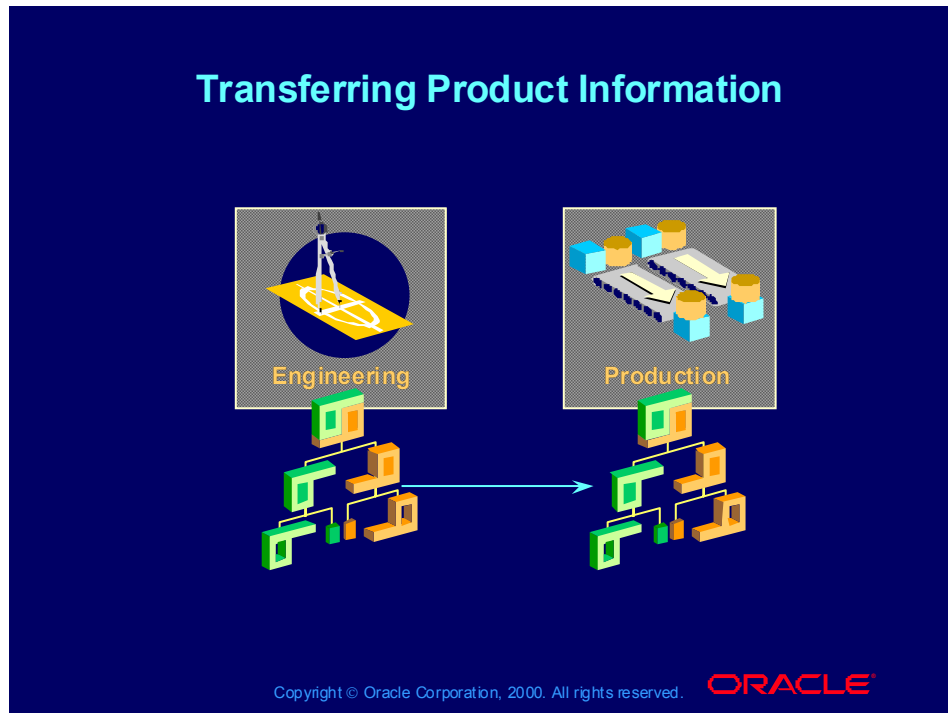 Transferring Product Information
Engineering
Production
Copyright © Oracle Corporation, 2000. All rights reserved.
ORACLE®